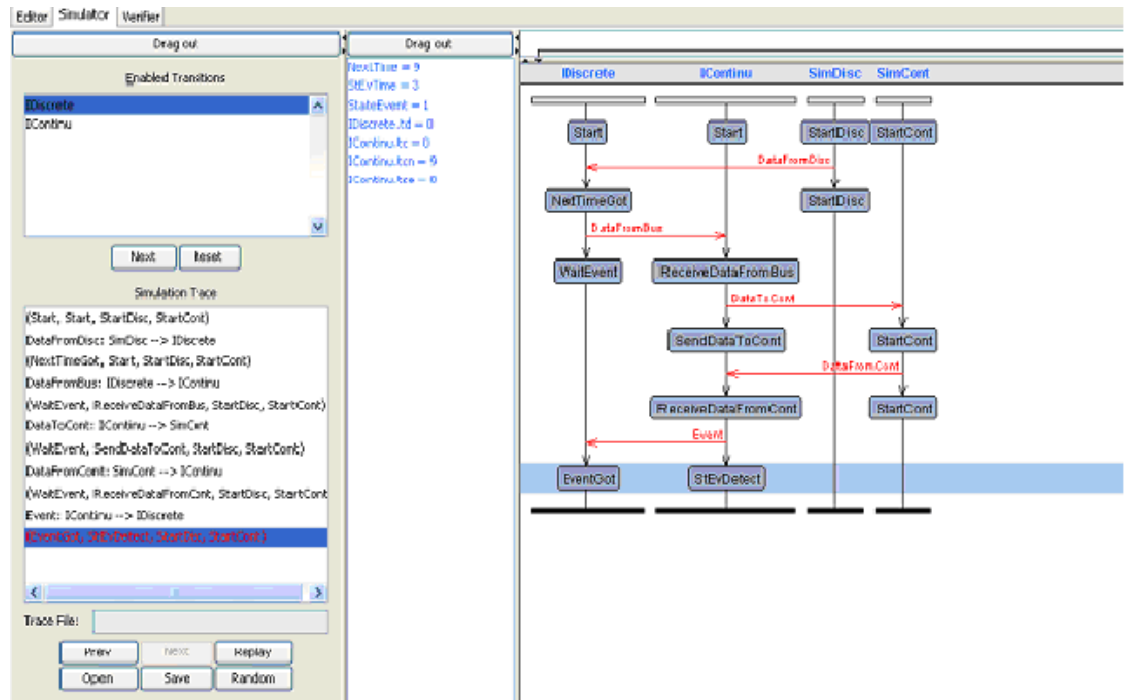 Editor Simulator Verifier
Drag out
Drag out
Enabled Transitions
IDiscrete
IContinu
Next Reset
Simulation Trace
(Start, Start, StartDisc, StartCont)
DataFromDisc: SimDisc --> IDiscrete
(NextTimeGot, Start, StartDisc, StartCont)
DataFromBus: IDiscrete --> IContinu
(WaitEvent, IReceiveDataFromBus, StartDisc, StartCont)
DataToCont: IContinu --> SimCont
(WaitEvent, SendDataToCont, StartDisc, StartCont)
DataFromCont: SimCont --> IContinu
(WaitEvent, IReceiveDataFromCont, StartDisc, StartCont
Event: IContinu --> IDiscrete
(EventGot, StEvDetect, StartDisc, StartCont)
Trace File:
Prev Next Replay
Open Save Random
NextTime = 9
StEvTime = 3
StateEvent = 1
IDiscrete.td = 0
IContinu.tc = 0
IContinu.tcn = 9
IDiscrete IContinu SimDisc SimCont
Start Start StartDisc StartCont
DataFromDisc
NextTimeGot StartDisc
DataFromBus
WaitEvent IReceiveDataFromBus
DataToCont
SendDataToCont StartCont
DataFromCont
IReceiveDataFromCont StartCont
Event
EventGot StEvDetect